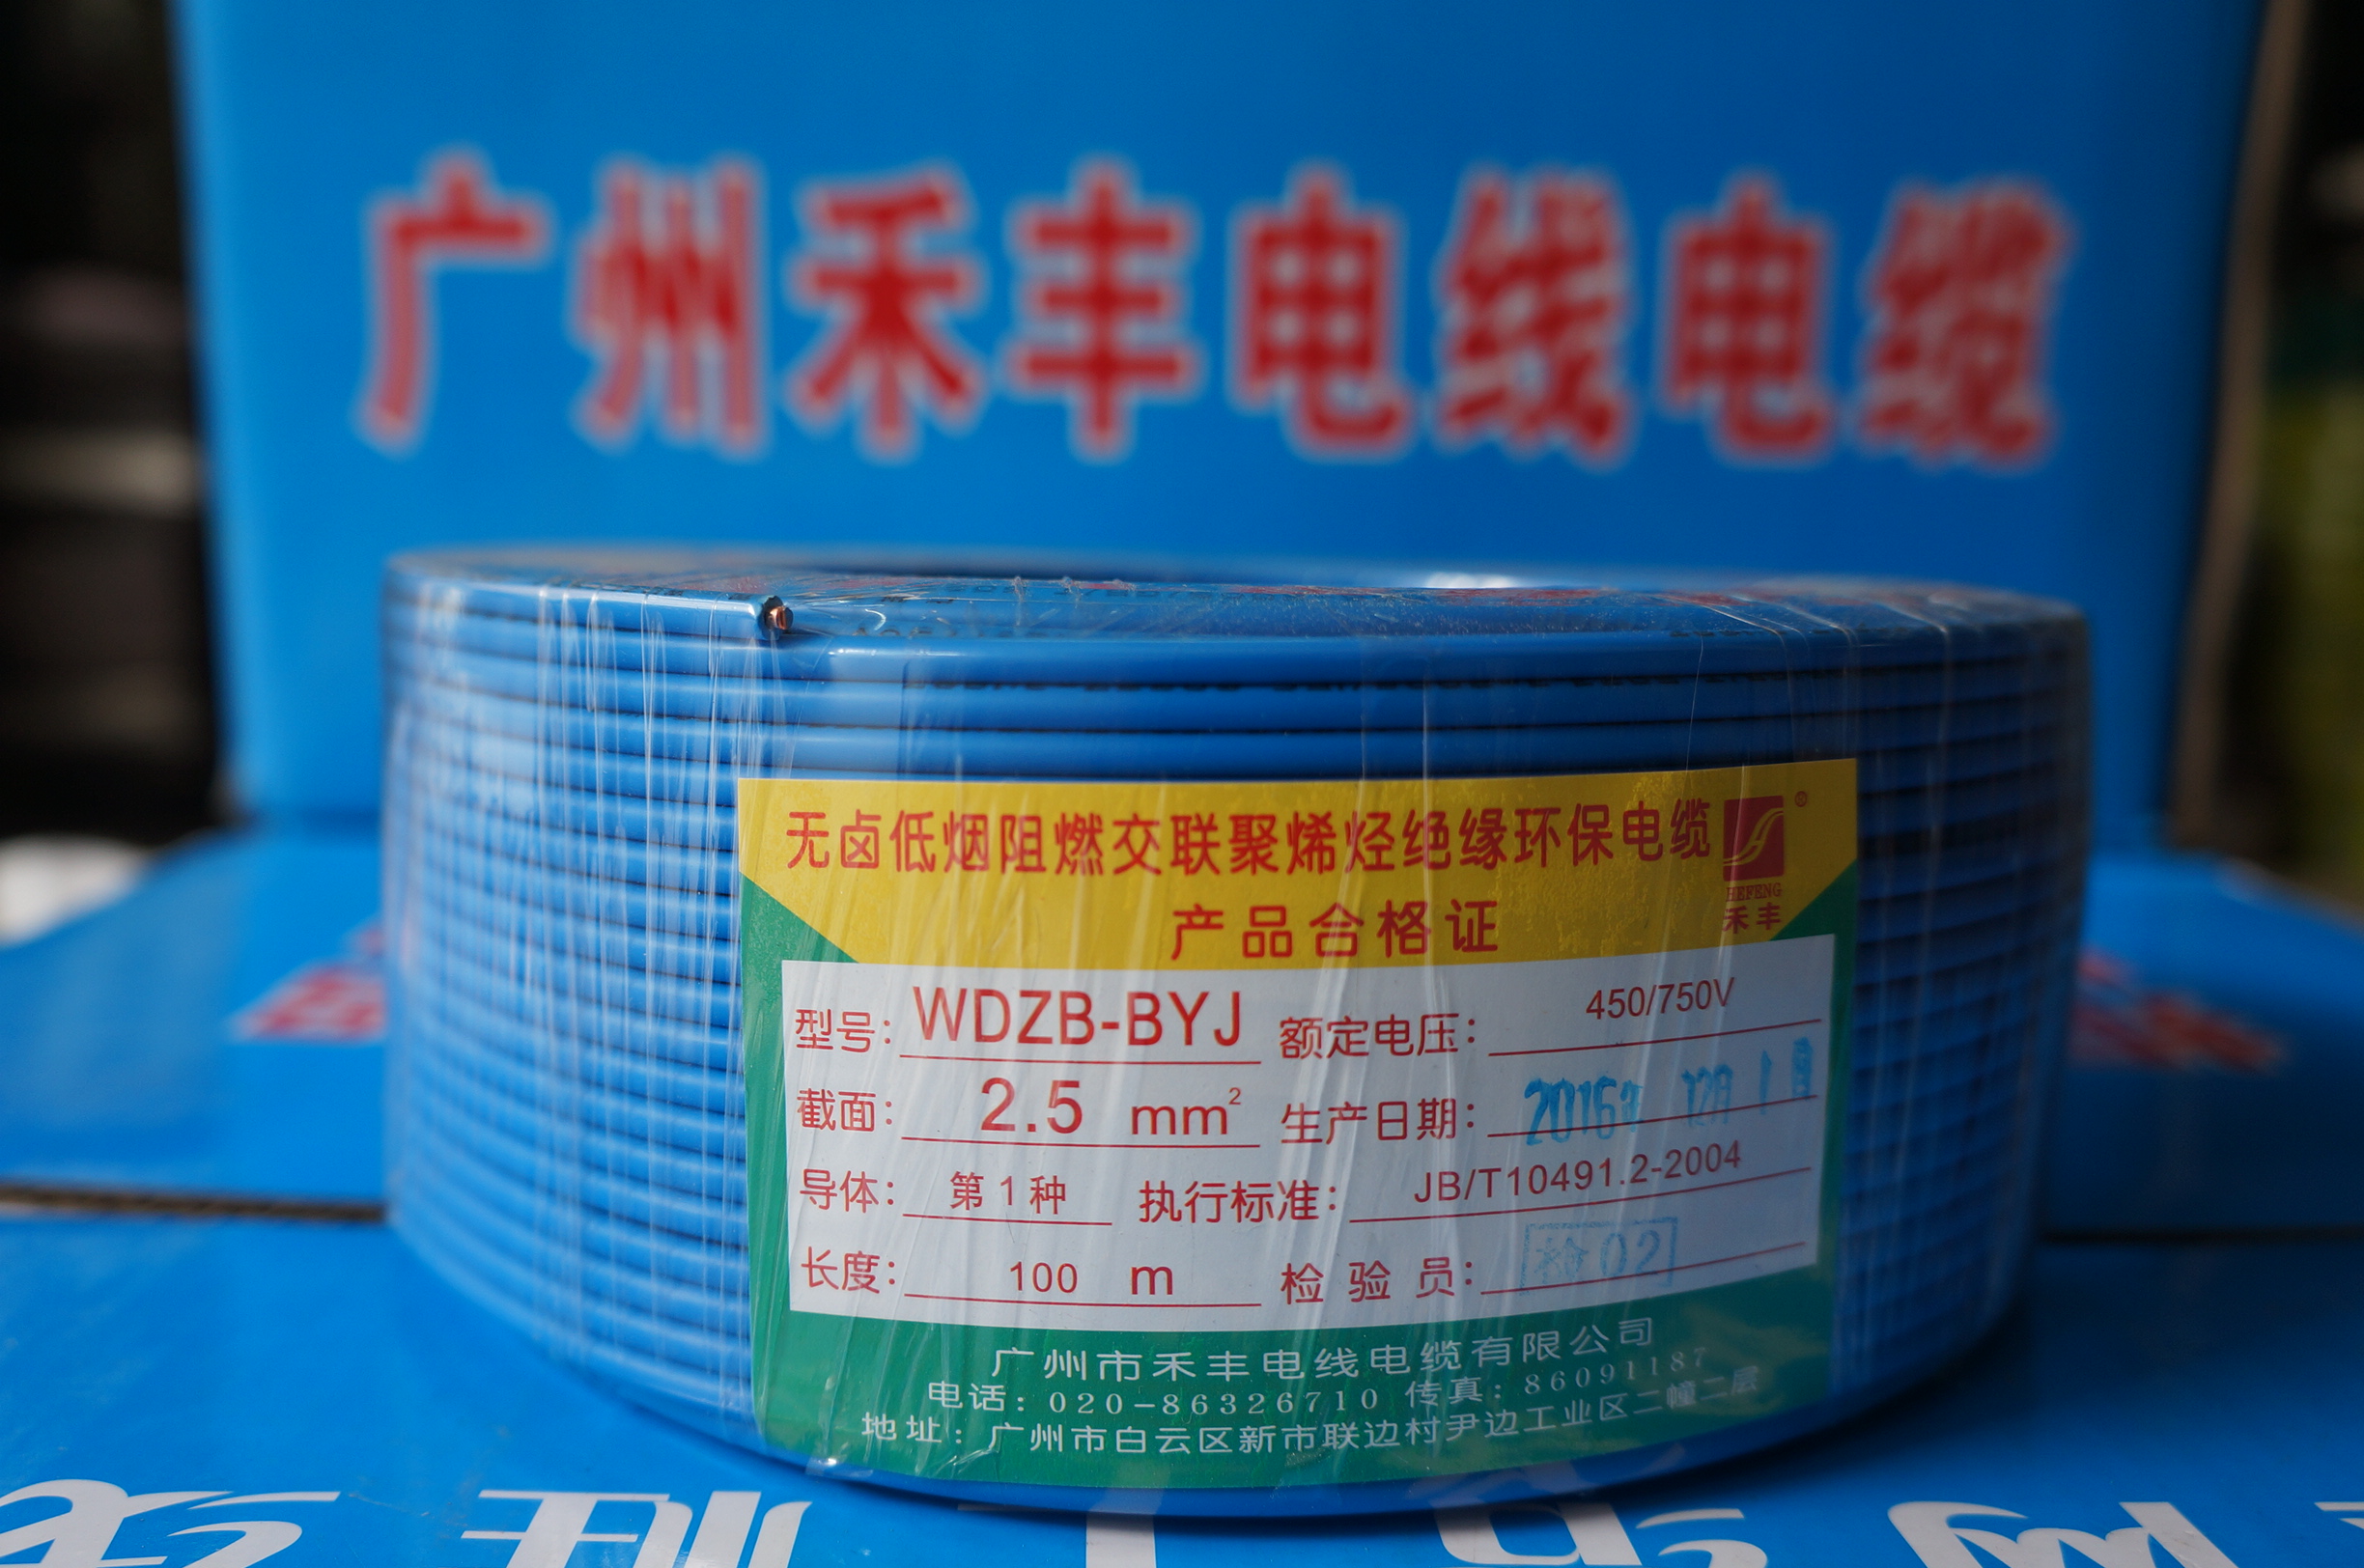 广州禾丰电线电缆
无卤低烟阻燃交联聚烯烃绝缘环保电缆
®
HEFENG
禾丰
产品合格证
型号: WDZB-BYJ 额定电压: 450/750V
截面: 2.5 mm² 生产日期: 2016年 12月 1日
导体: 第1种 执行标准: JB/T10491.2-2004
长度: 100 m 检验员: 检02
广州市禾丰电线电缆有限公司
电话: 020-86326710 传真: 86091187
地址: 广州市白云区新市联边村尹边工业区二幢二层